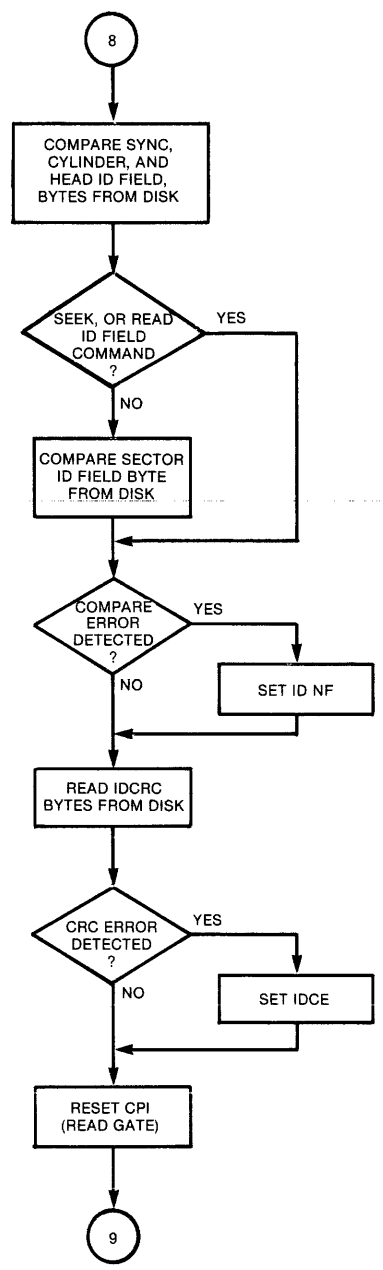 8
COMPARE SYNC,
CYLINDER, AND
HEAD ID FIELD,
BYTES FROM DISK
SEEK, OR READ
ID FIELD
COMMAND
?
YES
NO
COMPARE SECTOR
ID FIELD BYTE
FROM DISK
COMPARE
ERROR
DETECTED
?
YES
NO
SET ID NF
READ IDCRC
BYTES FROM DISK
CRC ERROR
DETECTED
?
YES
NO
SET IDCE
RESET CPI
(READ GATE)
9